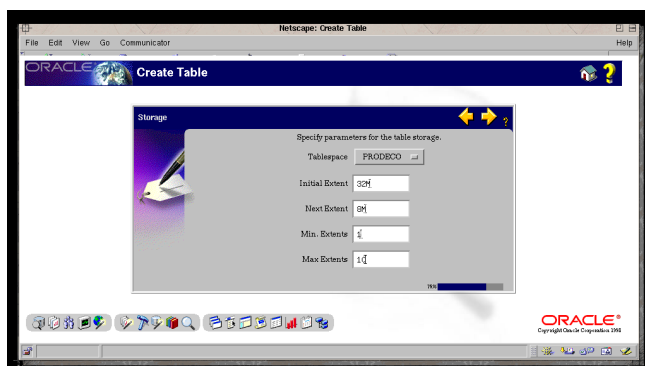 Netscape: Create Table
File Edit View Go Communicator Help
ORACLE Create Table
Storage
Specify parameters for the table storage.
Tablespace PRODECO
Initial Extent 32M
Next Extent 8M
Min. Extents 1
Max Extents 10
75%
ORACLE®
Copyright Oracle Corporation 1998